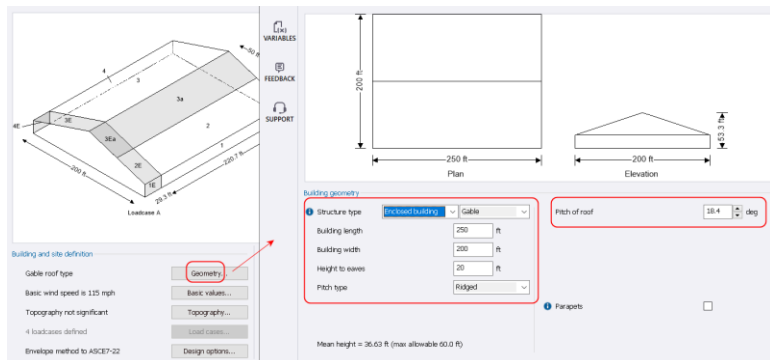 4
3
3a
3E
4E
3Ea
2
2E
1
1E
50 ft
200 ft
29.3 ft
220.7 ft
Loadcase A
Building and site definition
Gable roof type Geometry...
Basic wind speed is 115 mph Basic values...
Topography not significant Topography...
4 loadcases defined Load cases...
Envelope method to ASCE7-22 Design options...
VARIABLES
FEEDBACK
SUPPORT
200 ft
250 ft
Plan
53.3 ft
200 ft
Elevation
Building geometry
Structure type Enclosed building Gable
Building length 250 ft
Building width 200 ft
Height to eaves 20 ft
Pitch type Ridged
Mean height = 36.63 ft (max allowable 60.0 ft)
Pitch of roof 18.4 deg
Parapets